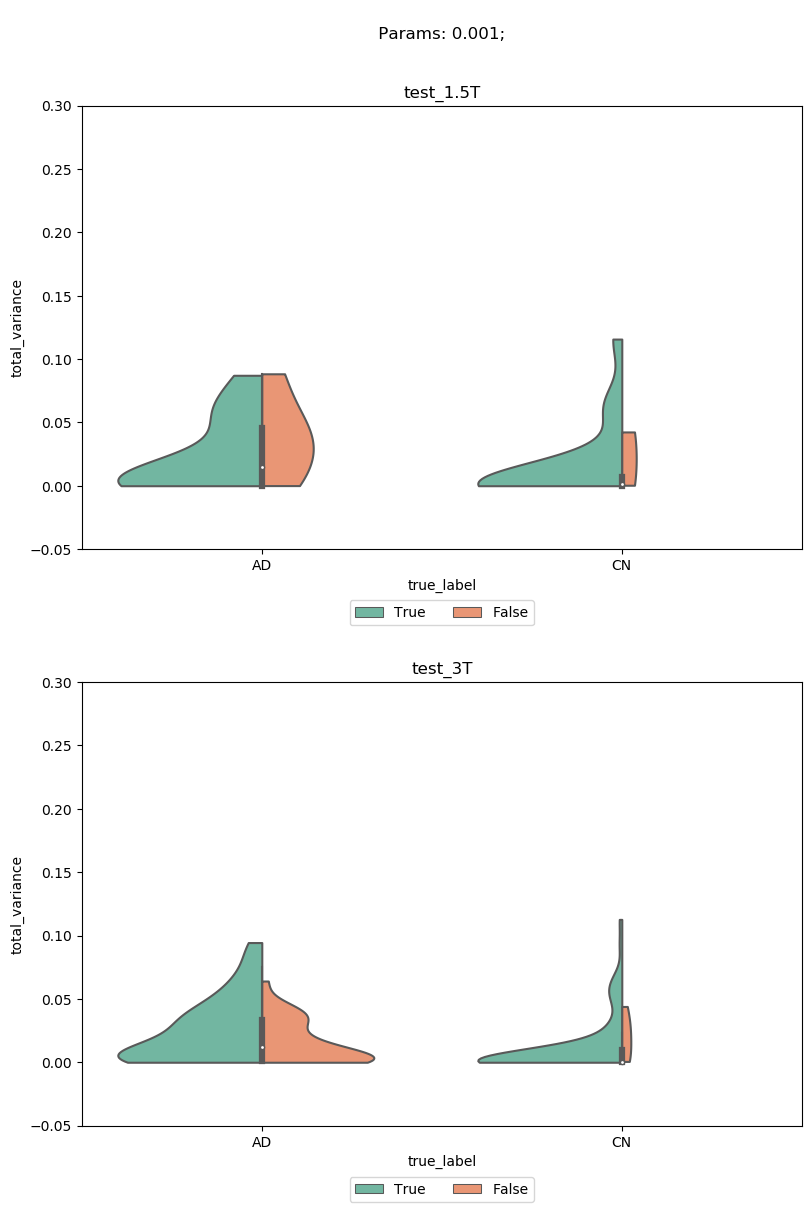 Params: 0.001;
test_1.5T
0.30
0.25
0.20
0.15
0.10
0.05
0.00
−0.05
total_variance
AD CN
true_label
True False
test_3T
0.30
0.25
0.20
0.15
0.10
0.05
0.00
−0.05
total_variance
AD CN
true_label
True False